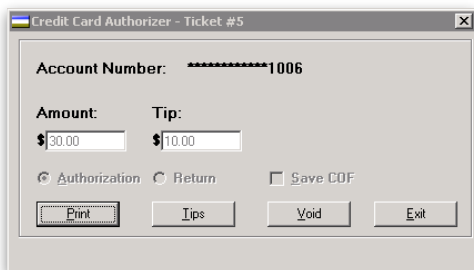 Credit Card Authorizer - Ticket #5
Account Number: ************1006
Amount: Tip:
$30.00 $10.00
Authorization Return Save COF
Print Tips Void Exit